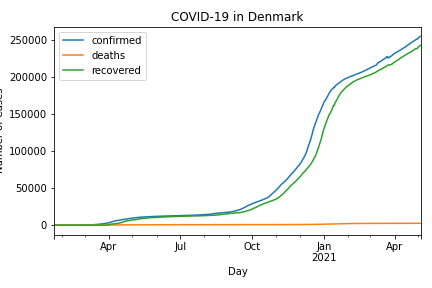 COVID-19 in Denmark
confirmed
deaths
recovered
250000
200000
150000
100000
50000
0
of
Apr Jul Oct Jan Apr
2021
Day